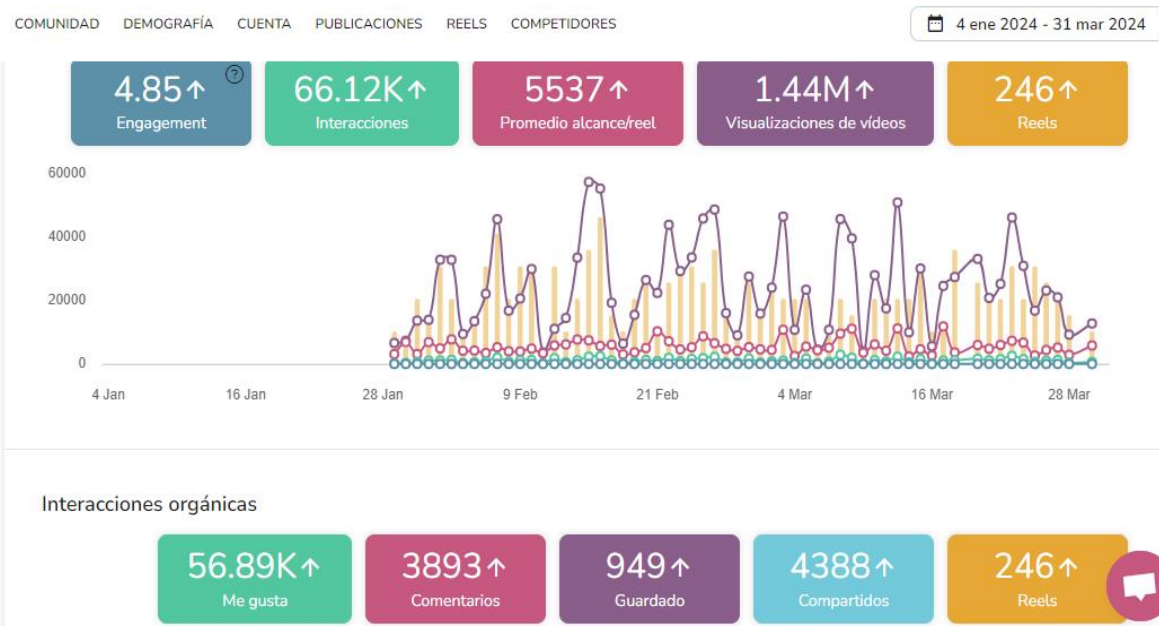 COMUNIDAD DEMOGRAFÍA CUENTA PUBLICACIONES REELS COMPETIDORES 4 ene 2024 - 31 mar 2024
4.85↑ ? 66.12K↑ 5537↑ 1.44M↑ 246↑
Engagement Interacciones Promedio alcance/reel Visualizaciones de vídeos Reels
60000
40000
20000
0
4 Jan 16 Jan 28 Jan 9 Feb 21 Feb 4 Mar 16 Mar 28 Mar
Interacciones orgánicas
56.89K↑ 3893↑ 949↑ 4388↑ 246↑
Me gusta Comentarios Guardado Compartidos Reels